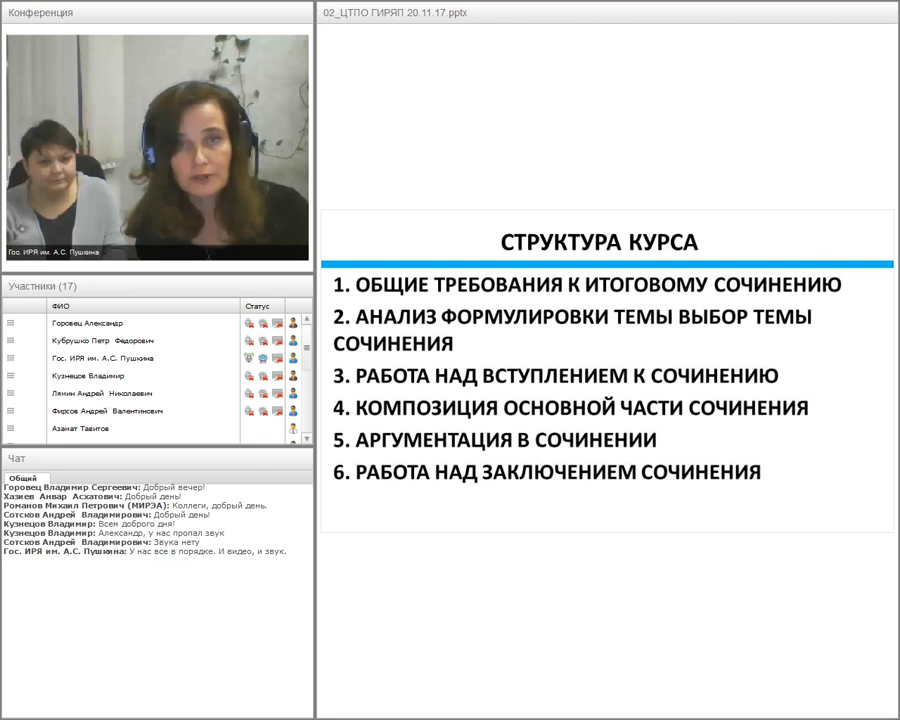 Конференция
Гос. ИРЯ им. А.С. Пушкина
Участники (17)
ФИО Статус
Горовец Александр
Кубрушко Петр Федорович
Гос. ИРЯ им. А.С. Пушкина
Кузнецов Владимир
Лямин Андрей Николаевич
Фирсов Андрей Валентинович
Азамат Тавитов
Чат
Общий
Горовец Владимир Сергеевич: Добрый вечер!
Хазиев Анвар Асхатович: Добрый день!
Романов Михаил Петрович (МИРЭА): Коллеги, добрый день.
Сотсков Андрей Владимирович: Добрый день!
Кузнецов Владимир: Всем доброго дня!
Кузнецов Владимир: Александр, у нас пропал звук
Сотсков Андрей Владимирович: Звука нету
Гос. ИРЯ им. А.С. Пушкина: У нас все в порядке. И видео, и звук.
02_ЦТПО ГИРЯП 20.11.17.pptx
СТРУКТУРА КУРСА
1. ОБЩИЕ ТРЕБОВАНИЯ К ИТОГОВОМУ СОЧИНЕНИЮ
2. АНАЛИЗ ФОРМУЛИРОВКИ ТЕМЫ ВЫБОР ТЕМЫ
СОЧИНЕНИЯ
3. РАБОТА НАД ВСТУПЛЕНИЕМ К СОЧИНЕНИЮ
4. КОМПОЗИЦИЯ ОСНОВНОЙ ЧАСТИ СОЧИНЕНИЯ
5. АРГУМЕНТАЦИЯ В СОЧИНЕНИИ
6. РАБОТА НАД ЗАКЛЮЧЕНИЕМ СОЧИНЕНИЯ